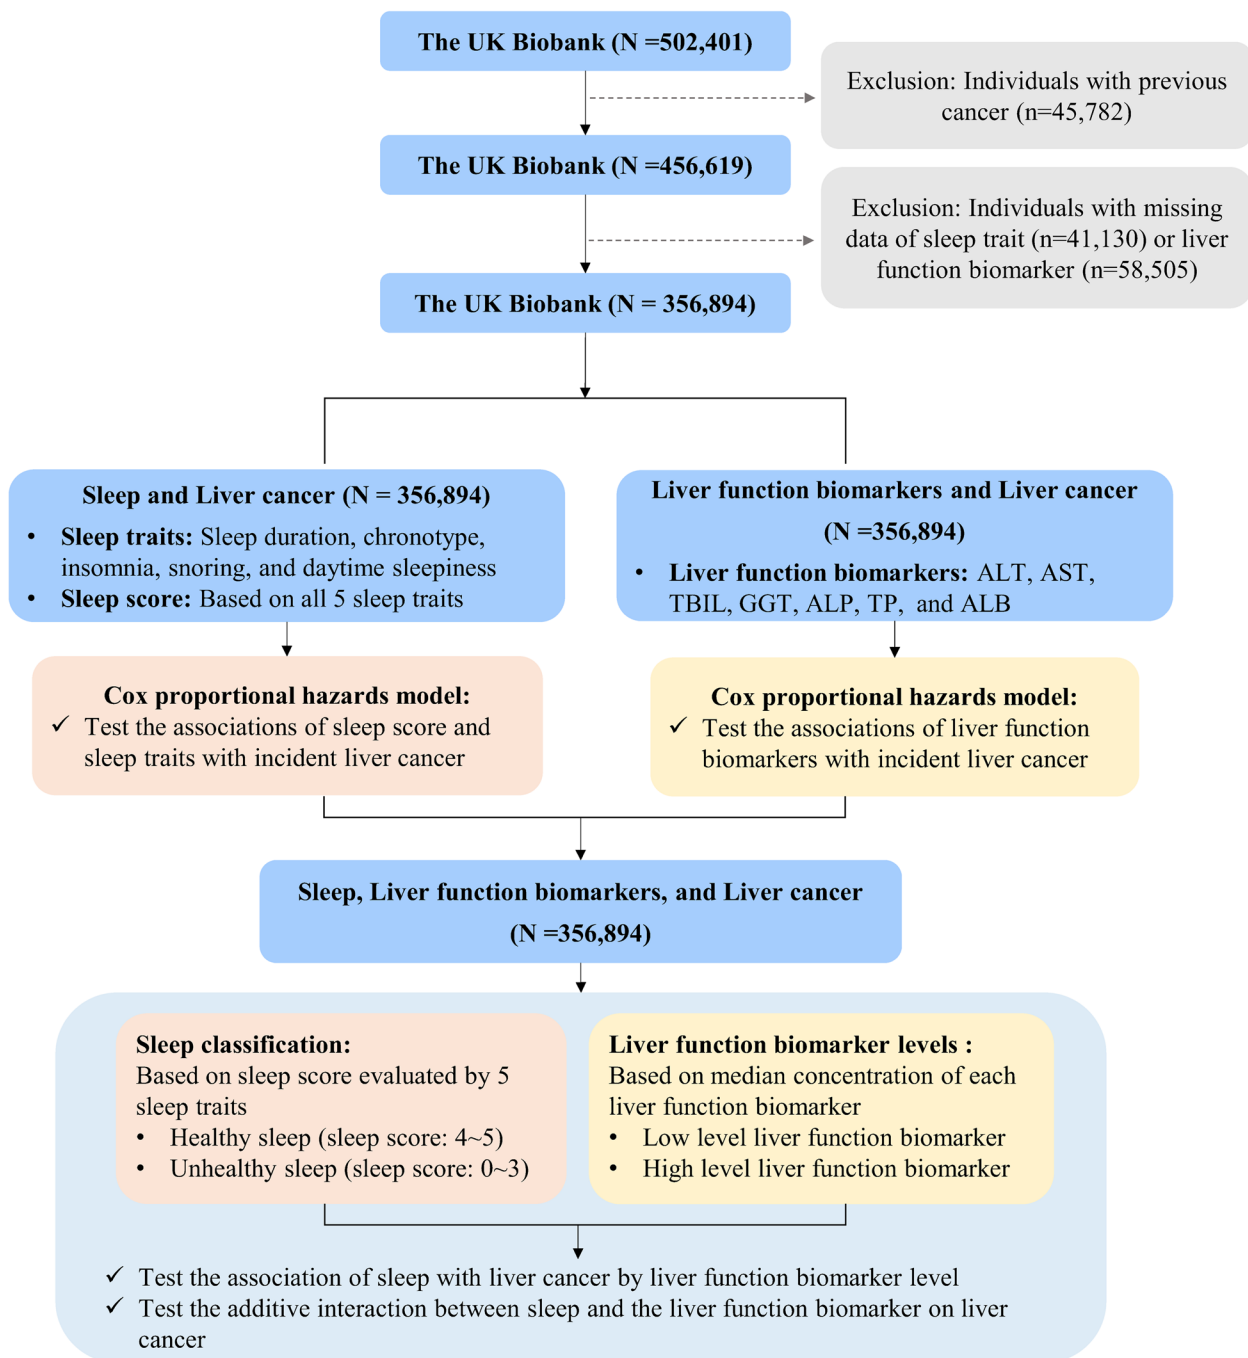 The UK Biobank (N =502,401)
Exclusion: Individuals with previous
cancer (n=45,782)
The UK Biobank (N =456,619)
Exclusion: Individuals with missing
data of sleep trait (n=41,130) or liver
function biomarker (n=58,505)
The UK Biobank (N = 356,894)
Sleep and Liver cancer (N = 356,894)
• Sleep traits: Sleep duration, chronotype,
insomnia, snoring, and daytime sleepiness
• Sleep score: Based on all 5 sleep traits
Liver function biomarkers and Liver cancer
(N =356,894)
• Liver function biomarkers: ALT, AST,
TBIL, GGT, ALP, TP, and ALB
Cox proportional hazards model:
✓ Test the associations of sleep score and
sleep traits with incident liver cancer
Cox proportional hazards model:
✓ Test the associations of liver function
biomarkers with incident liver cancer
Sleep, Liver function biomarkers, and Liver cancer
(N =356,894)
Sleep classification:
Based on sleep score evaluated by 5
sleep traits
• Healthy sleep (sleep score: 4~5)
• Unhealthy sleep (sleep score: 0~3)
Liver function biomarker levels :
Based on median concentration of each
liver function biomarker
• Low level liver function biomarker
• High level liver function biomarker
✓ Test the association of sleep with liver cancer by liver function biomarker level
✓ Test the additive interaction between sleep and the liver function biomarker on liver
cancer